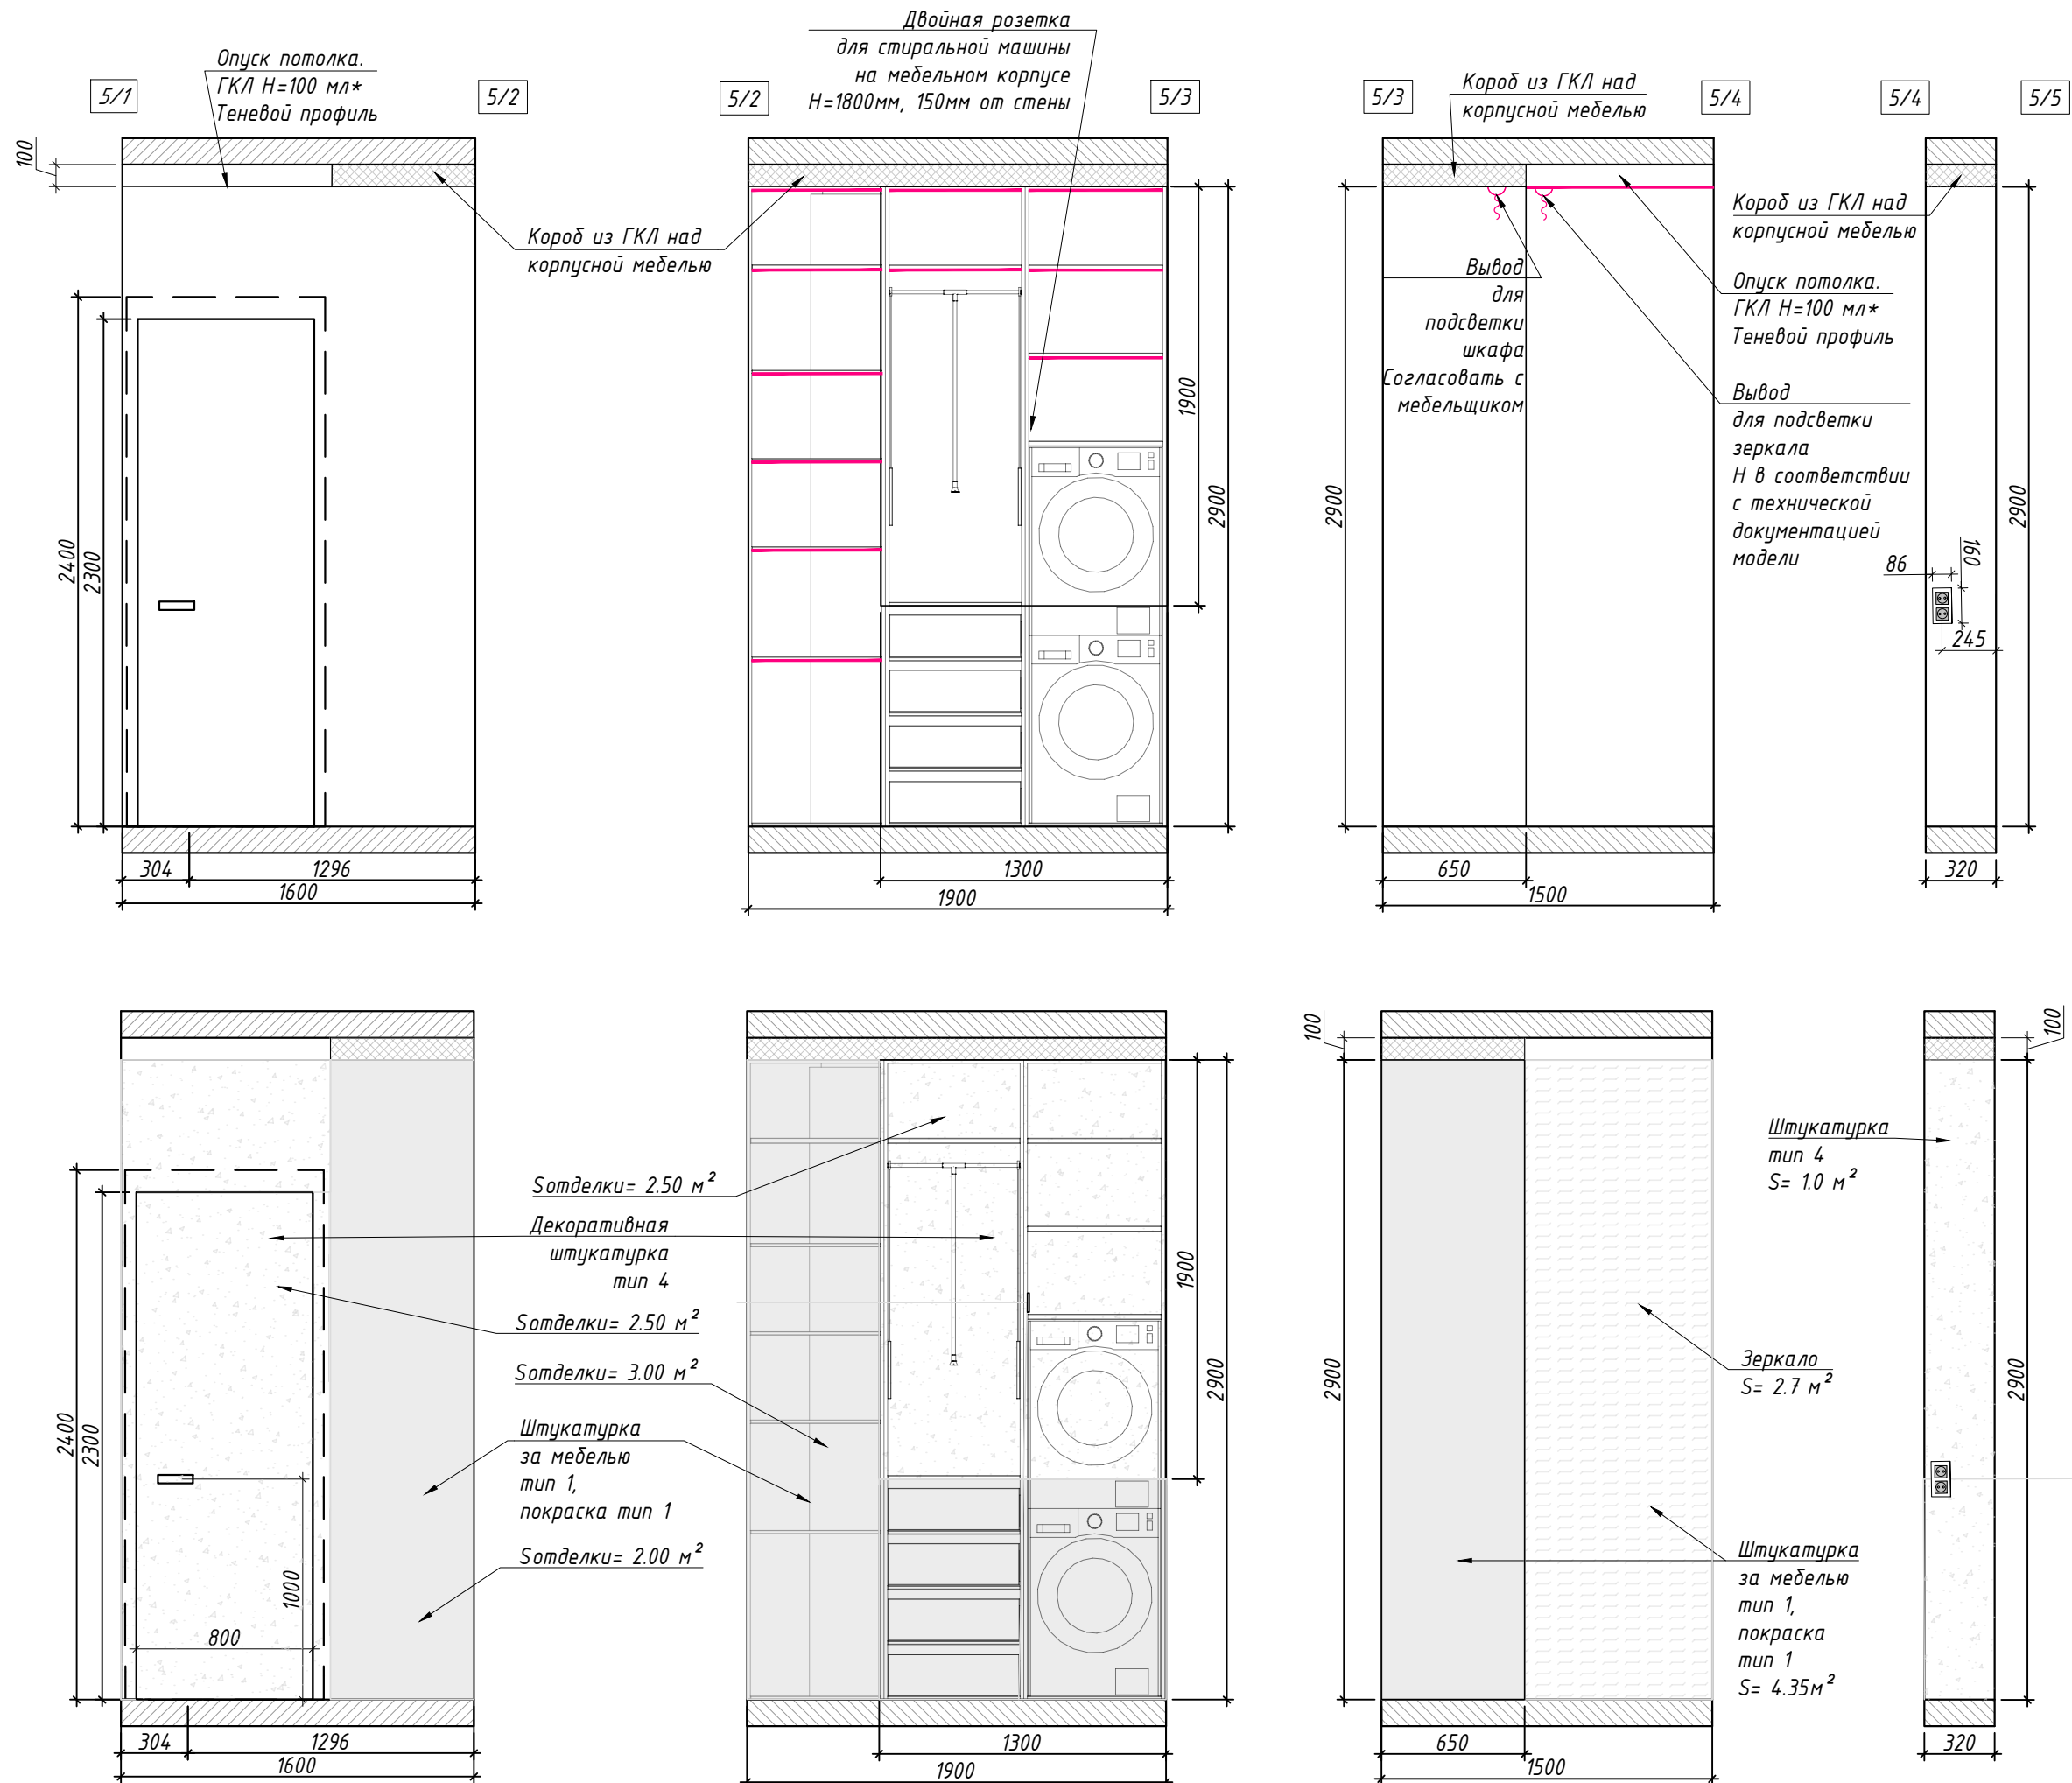 5/1
Опуск потолка.
ГКЛ Н=100 мл*
Теневой профиль
5/2
100
2400
2300
304
1296
1600
Короб из ГКЛ над
корпусной мебелью
5/2
Двойная розетка
для стиральной машины
на мебельном корпусе
Н=1800мм, 150мм от стены
5/3
1900
2900
1300
1900
5/3
Короб из ГКЛ над
корпусной мебелью
5/4
2900
Вывод
для
подсветки
шкафа
Согласовать с
мебельщиком
650
1500
5/4
5/5
Короб из ГКЛ над
корпусной мебелью
Опуск потолка.
ГКЛ Н=100 мл*
Теневой профиль
Вывод
для подсветки
зеркала
Н в соответствии
с технической
документацией
модели
86
160
245
2900
320
2400
2300
1000
800
304
1296
1600
Sотделки= 2.50 м²
Декоративная
штукатурка
тип 4
Sотделки= 2.50 м²
Sотделки= 3.00 м²
Штукатурка
за мебелью
тип 1,
покраска тип 1
Sотделки= 2.00 м²
1900
2900
1300
1900
100
2900
650
1500
Штукатурка
тип 4
S= 1.0 м²
Зеркало
S= 2.7 м²
Штукатурка
за мебелью
тип 1,
покраска
тип 1
S= 4.35м²
100
2900
320